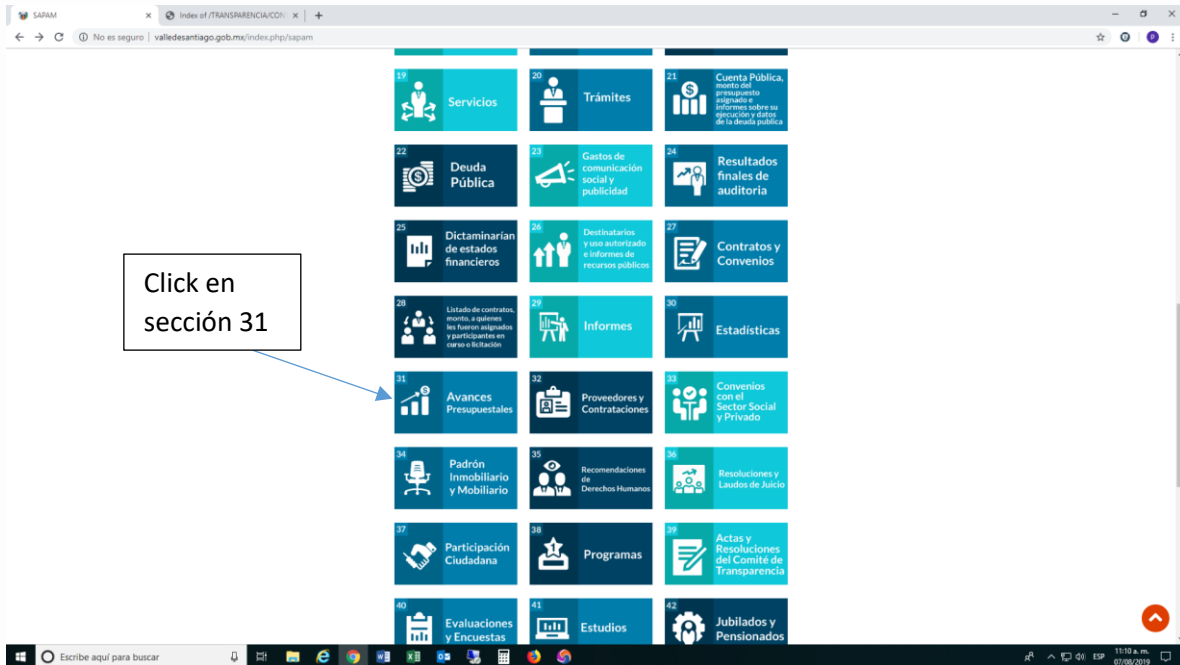 SAPAM
Index of /TRANSPARENCIA/CON
No es seguro | valledesantiago.gob.mx/index.php/sapam
19
Servicios
20
Trámites
21
Cuenta Pública,
monto del
presupuesto
asignado e
informes sobre su
ejecución y datos
de la deuda publica
22
Deuda
Pública
23
Gastos de
comunicación
social y
publicidad
24
Resultados
finales de
auditoria
25
Dictaminarían
de estados
financieros
26
Destinatarios
y uso autorizado
e informes de
recursos públicos
27
Contratos y
Convenios
Click en
sección 31
28
Listado de contratos,
monto, a quienes
les fueron asignados
y participantes en
curso o licitación
29
Informes
30
Estadísticas
31
Avances
Presupuestales
32
Proveedores y
Contrataciones
33
Convenios
con el
Sector Social
y Privado
34
Padrón
Inmobiliario
y Mobiliario
35
Recomendaciones
de
Derechos Humanos
36
Resoluciones y
Laudos de Juicio
37
Participación
Ciudadana
38
Programas
39
Actas y
Resoluciones
del Comité de
Transparencia
40
Evaluaciones
y Encuestas
41
Estudios
42
Jubilados y
Pensionados
Escribe aquí para buscar
ESP
11:10 a. m.
07/08/2019